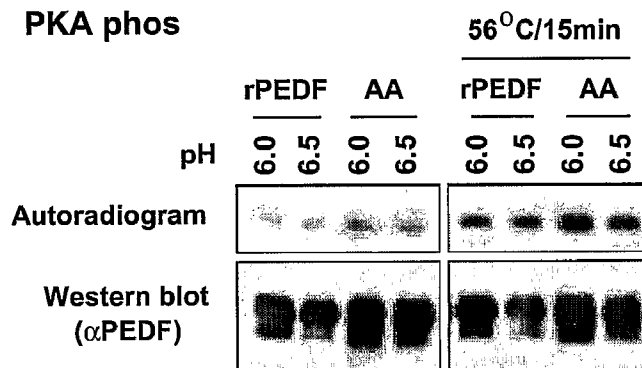 PKA phos
56°C/15min
rPEDF AA rPEDF AA
pH 6.0 6.5 6.0 6.5 6.0 6.5 6.0 6.5
Autoradiogram
Western blot
(αPEDF)